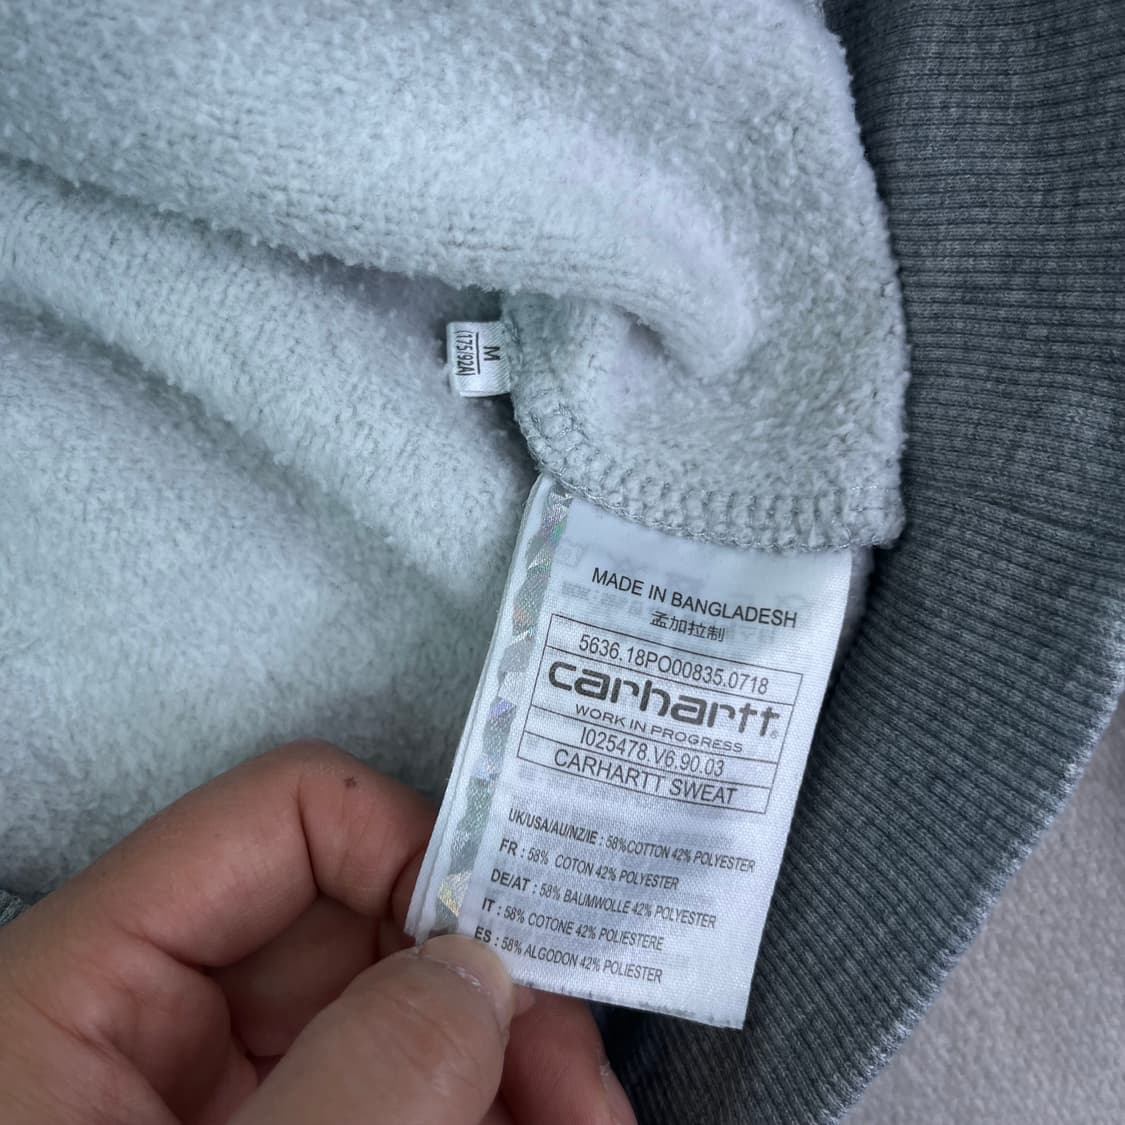 M
(175/92A)
MADE IN BANGLADESH
孟加拉制
5636.18PO00835.0718
carhartt®
WORK IN PROGRESS
I025478.V6.90.03
CARHARTT SWEAT
UK/USA/AU/NZ/IE : 58%COTTON 42% POLYESTER
FR : 58% COTON 42% POLYESTER
DE/AT : 58% BAUMWOLLE 42% POLYESTER
IT : 58% COTONE 42% POLIESTERE
ES : 58% ALGODON 42% POLIESTER